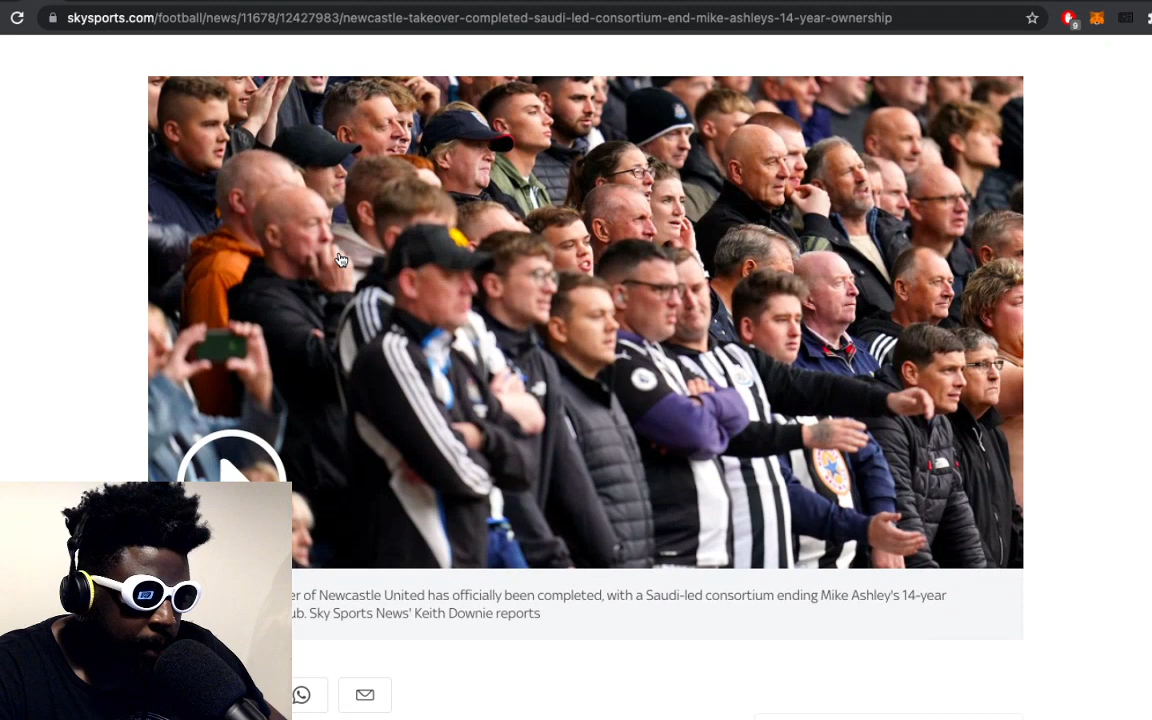 skysports.com/football/news/11678/12427983/newcastle-takeover-completed-saudi-led-consortium-end-mike-ashleys-14-year-ownership
9
er of Newcastle United has officially been completed, with a Saudi-led consortium ending Mike Ashley's 14-year
ub. Sky Sports News' Keith Downie reports